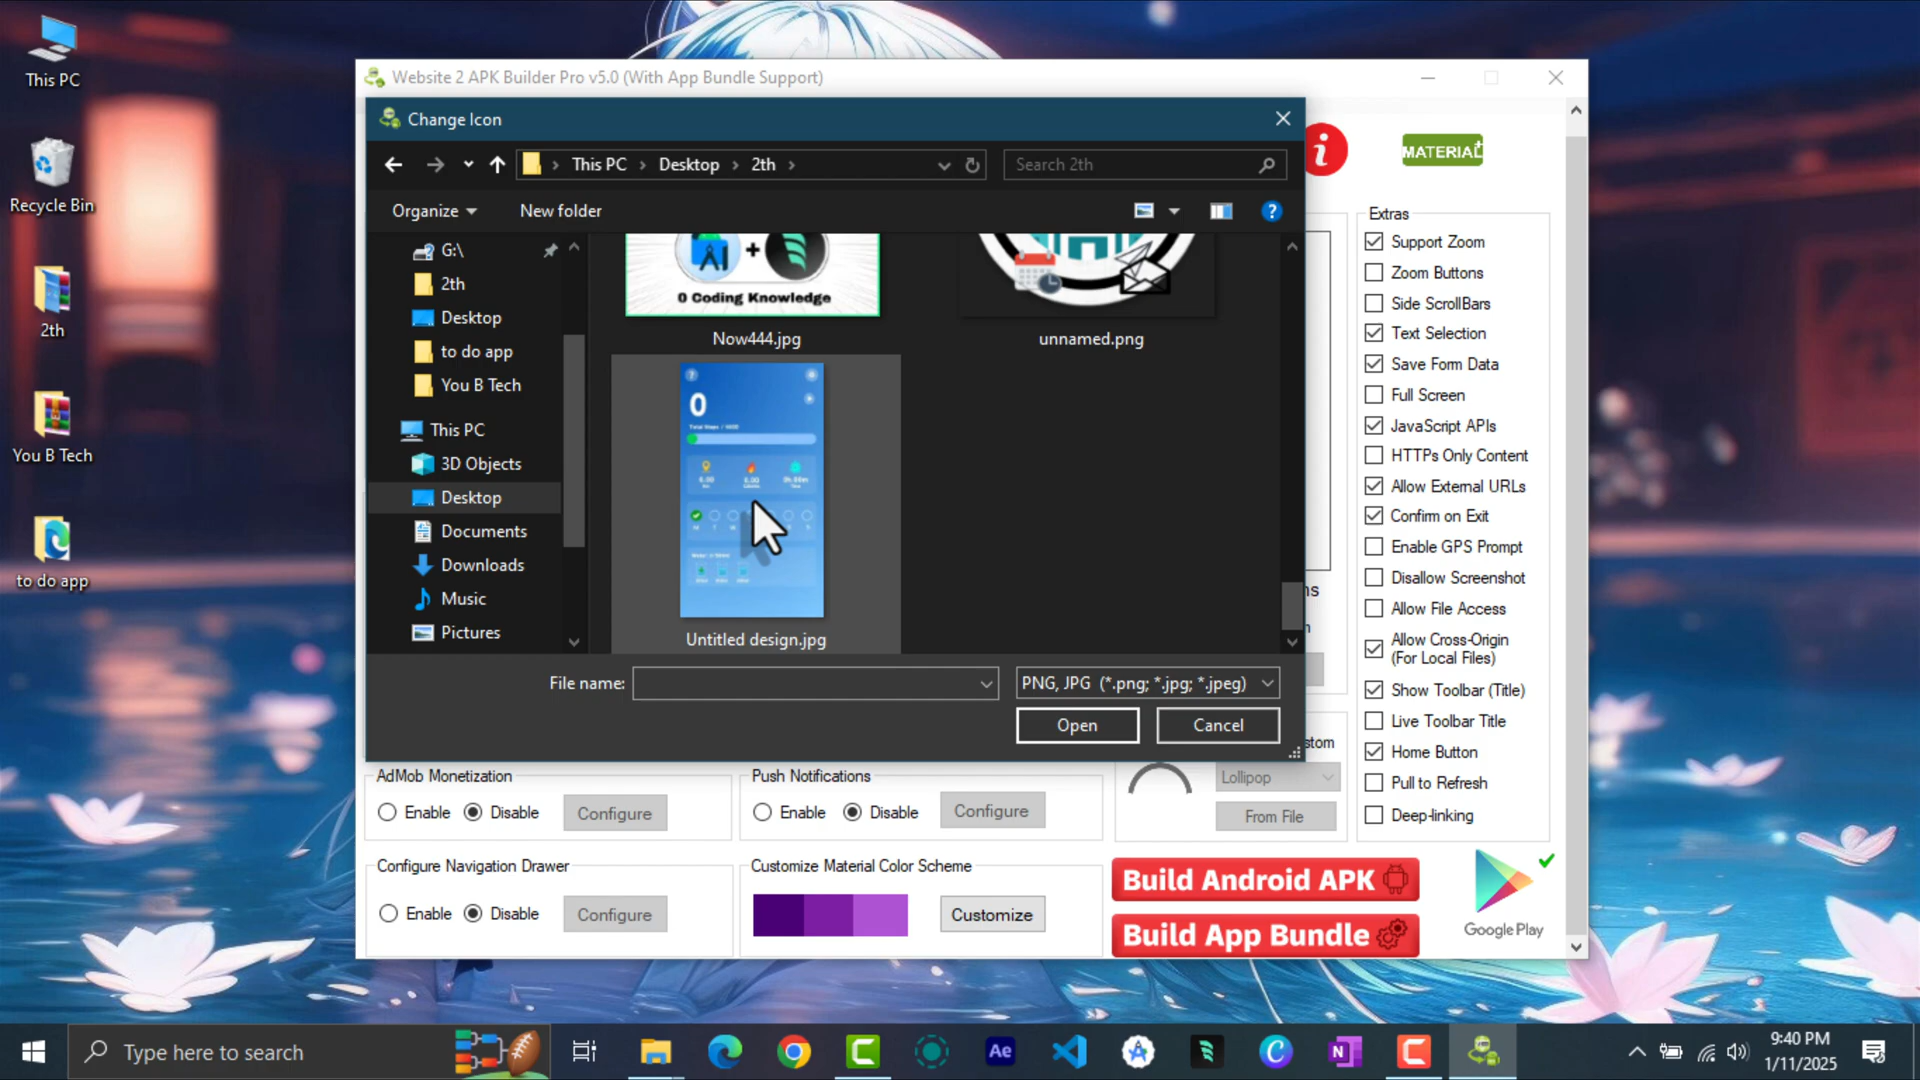 This PC
Recycle Bin
2th
You B Tech
to do app
Website 2 APK Builder Pro v5.0 (With App Bundle Support)
Change Icon
This PC
Desktop
2th
Search 2th
Organize
New folder
G:\
2th
Desktop
to do app
You B Tech
This PC
3D Objects
Desktop
Documents
Downloads
Music
Pictures
+
0 Coding Knowledge
Now444.jpg
unnamed.png
0
Untitled design.jpg
File name:
PNG, JPG (*.png; *.jpg; *.jpeg)
Open
Cancel
MATERIAL
Extras
Support Zoom
Zoom Buttons
Side ScrollBars
Text Selection
Save Form Data
Full Screen
JavaScript APIs
HTTPs Only Content
Allow External URLs
Confirm on Exit
Enable GPS Prompt
Disallow Screenshot
Allow File Access
Allow Cross-Origin
(For Local Files)
Show Toolbar (Title)
Live Toolbar Title
Home Button
Pull to Refresh
Deep-linking
ns
stom
Lollipop
From File
AdMob Monetization
Enable
Disable
Configure
Push Notifications
Enable
Disable
Configure
Configure Navigation Drawer
Enable
Disable
Configure
Customize Material Color Scheme
Customize
Build Android APK
Build App Bundle
Google Play
Type here to search
Ae
9:40 PM
1/11/2025